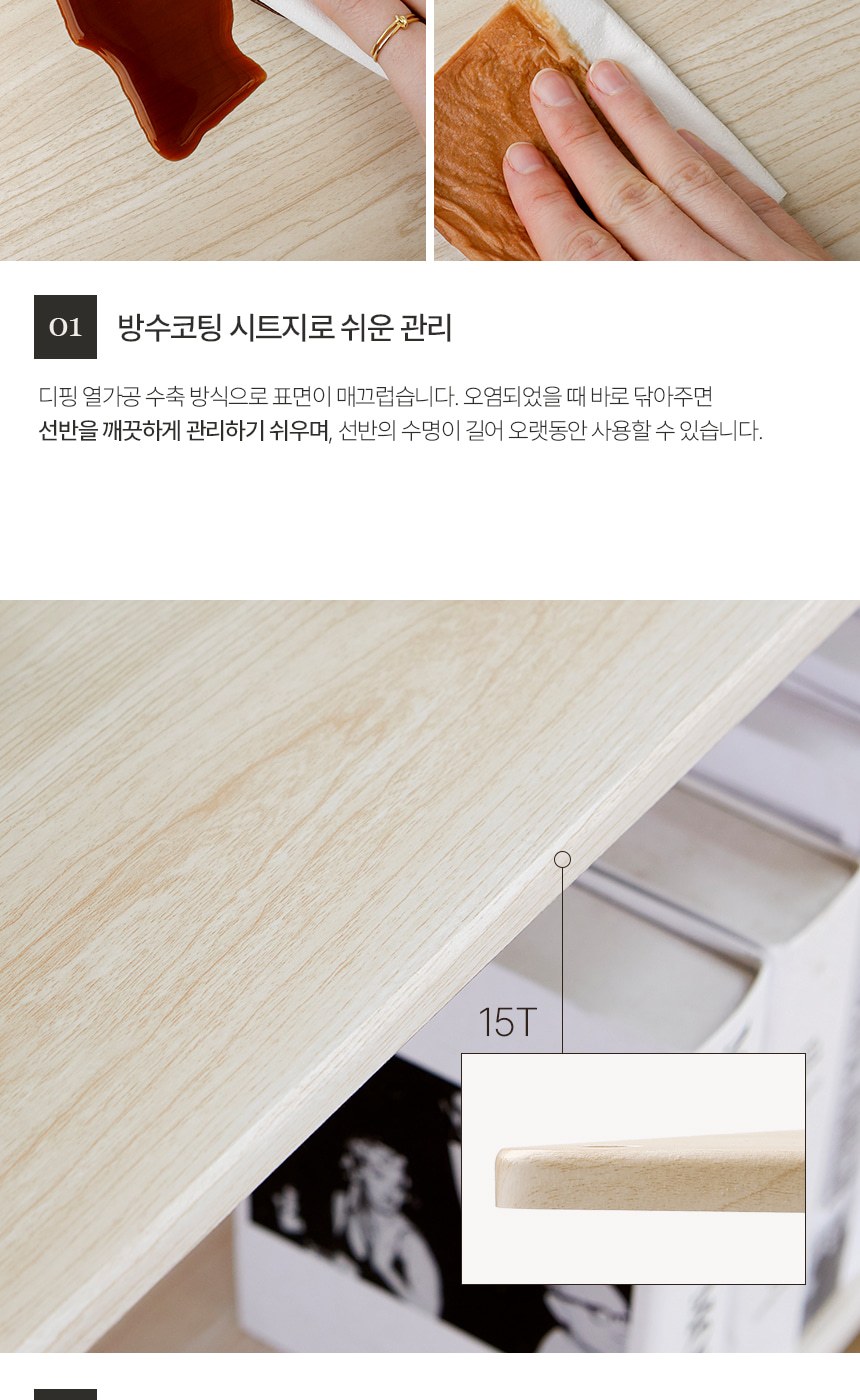 01 방수코팅 시트지로 쉬운 관리
디핑 열가공 수축 방식으로 표면이 매끄럽습니다. 오염되었을 때 바로 닦아주면
선반을 깨끗하게 관리하기 쉬우며, 선반의 수명이 길어 오랫동안 사용할 수 있습니다.
15T